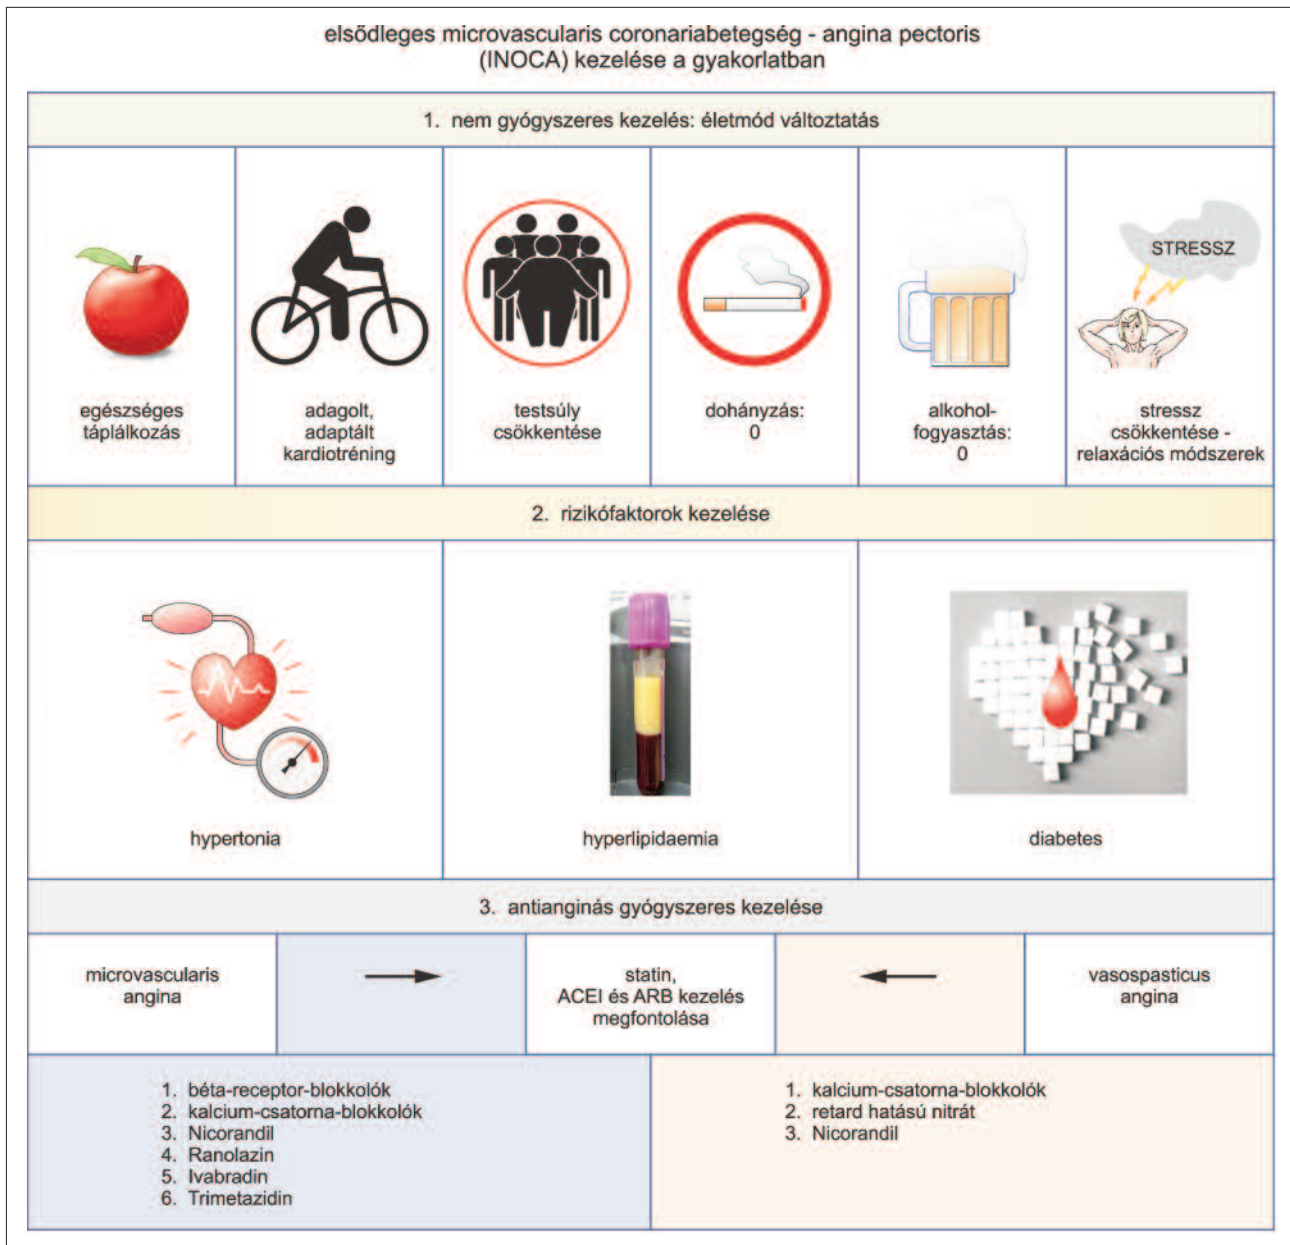 elsődleges microvascularis coronariabetegség - angina pectoris
(INOCA) kezelése a gyakorlatban
1. nem gyógyszeres kezelés: életmód változtatás
STRESSZ
egészséges
táplálkozás
adagolt,
adaptált
kardiotréning
testsúly
csökkentése
dohányzás:
0
alkohol-
fogyasztás:
0
stressz
csökkentése -
relaxációs módszerek
2. rizikófaktorok kezelése
hypertonia
hyperlipidaemia
diabetes
3. antianginás gyógyszeres kezelése
microvascularis
angina
statin,
ACEI és ARB kezelés
megfontolása
vasospasticus
angina
1. béta-receptor-blokkolók
2. kalcium-csatorna-blokkolók
3. Nicorandil
4. Ranolazin
5. Ivabradin
6. Trimetazidin
1. kalcium-csatorna-blokkolók
2. retard hatású nitrát
3. Nicorandil